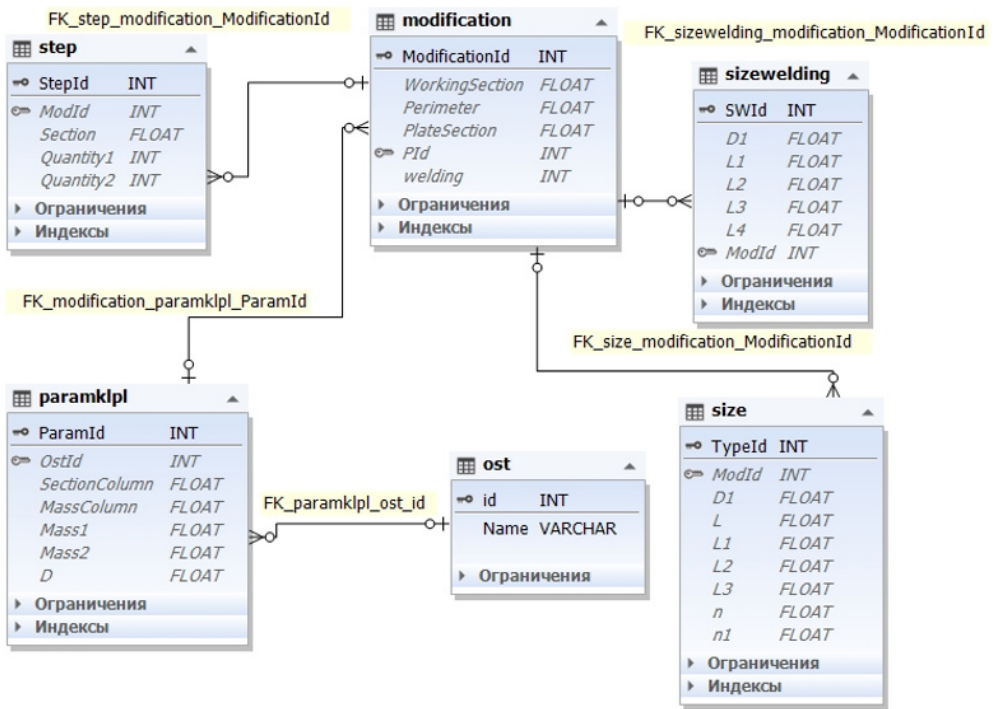 FK_step_modification_ModificationId
step
StepId INT
ModId INT
Section FLOAT
Quantity1 INT
Quantity2 INT
Ограничения
Индексы
modification
ModificationId INT
WorkingSection FLOAT
Perimeter FLOAT
PlateSection FLOAT
PId INT
welding INT
Ограничения
Индексы
FK_sizewelding_modification_ModificationId
sizewelding
SWId INT
D1 FLOAT
L1 FLOAT
L2 FLOAT
L3 FLOAT
L4 FLOAT
ModId INT
Ограничения
Индексы
FK_modification_paramklpl_ParamId
FK_size_modification_ModificationId
paramklpl
ParamId INT
OstId INT
SectionColumn FLOAT
MassColumn FLOAT
Mass1 FLOAT
Mass2 FLOAT
D FLOAT
Ограничения
Индексы
FK_paramklpl_ost_id
ost
id INT
Name VARCHAR
Ограничения
size
TypeId INT
ModId INT
D1 FLOAT
L FLOAT
L1 FLOAT
L2 FLOAT
L3 FLOAT
n FLOAT
n1 FLOAT
Ограничения
Индексы